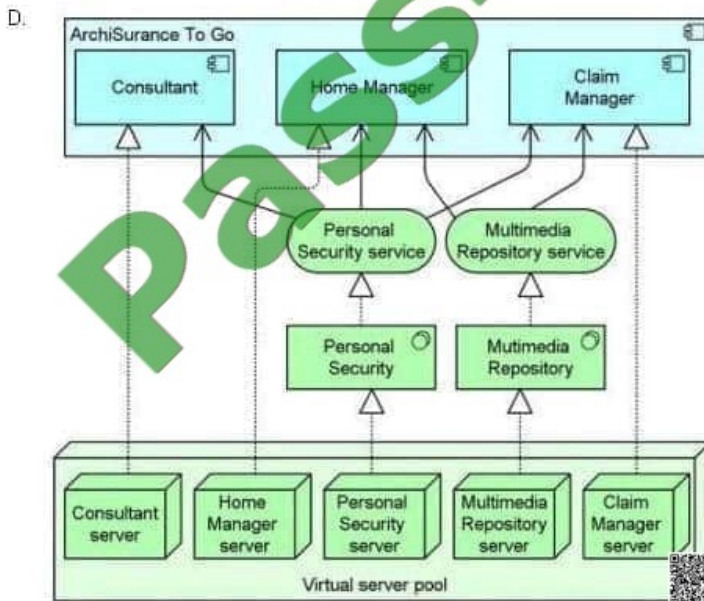 D.
ArchiSurance To Go
Consultant
Home Manager
Claim
Manager
Personal
Security service
Multimedia
Repository service
Personal
Security
Mutimedia
Repository
Consultant
server
Home
Manager
server
Personal
Security
server
Multimedia
Repository
server
Claim
Manager
server
Virtual server pool
Pass